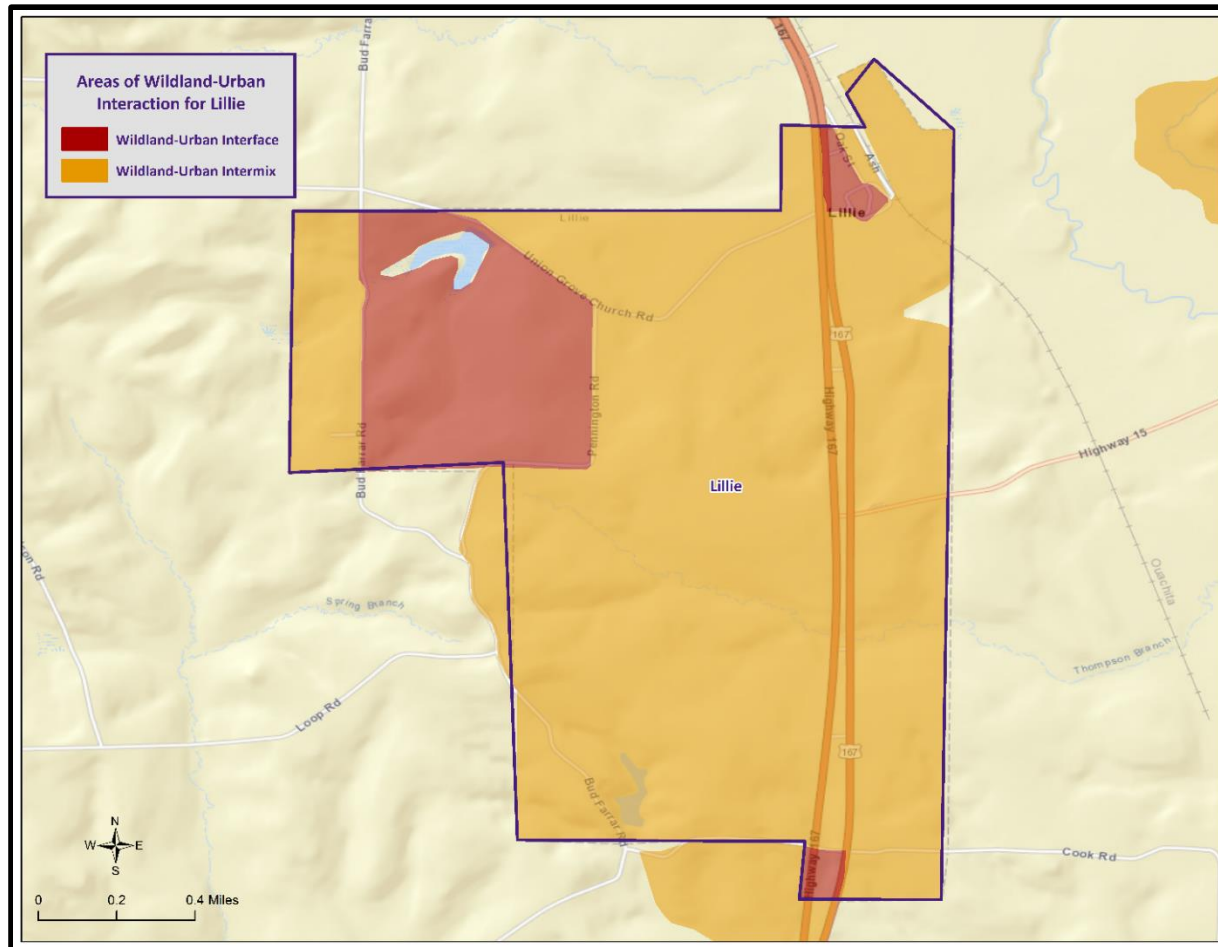 Areas of Wildland-Urban
Interaction for Lillie
Wildland-Urban Interface
Wildland-Urban Intermix
Bud Farrar
167
Oak St
Ash
Lillie
Lillie
Union Grove Church Rd
167
Pennington Rd
Highway 167
Highway 15
Bud Farrar Rd
Lillie
Ouachita
Spring Branch
Thompson Branch
Loop Rd
167
Bud Farrar Rd
Highway 167
Cook Rd
N
W
E
S
0
0.2
0.4 Miles